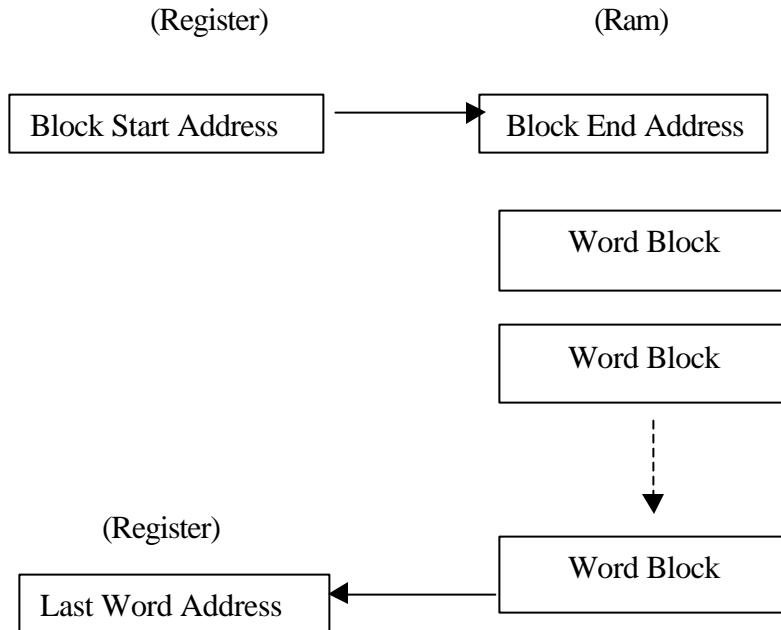 (Register) (Ram)
Block Start Address Block End Address
Word Block
Word Block
(Register)
Word Block
Last Word Address